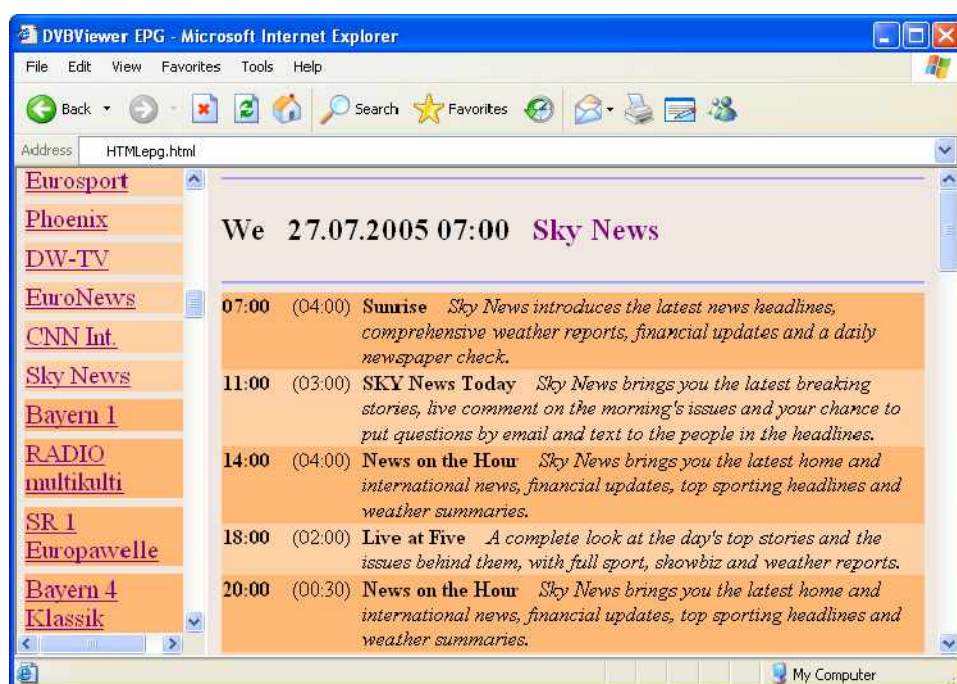 DVBViewer EPG - Microsoft Internet Explorer
File Edit View Favorites Tools Help
Back Search Favorites
Address HTMLepg.html
Eurosport
Phoenix
DW-TV
EuroNews
CNN Int.
Sky News
Bayern 1
RADIO
multikulti
SR 1
Europawelle
Bayern 4
Klassik
We 27.07.2005 07:00 Sky News
07:00 (04:00) Sunrise Sky News introduces the latest news headlines,
comprehensive weather reports, financial updates and a daily
newspaper check.
11:00 (03:00) SKY News Today Sky News brings you the latest breaking
stories, live comment on the morning's issues and your chance to
put questions by email and text to the people in the headlines.
14:00 (04:00) News on the Hour Sky News brings you the latest home and
international news, financial updates, top sporting headlines and
weather summaries.
18:00 (02:00) Live at Five A complete look at the day's top stories and the
issues behind them, with full sport, showbiz and weather reports.
20:00 (00:30) News on the Hour Sky News brings you the latest home and
international news, financial updates, top sporting headlines and
weather summaries.
My Computer